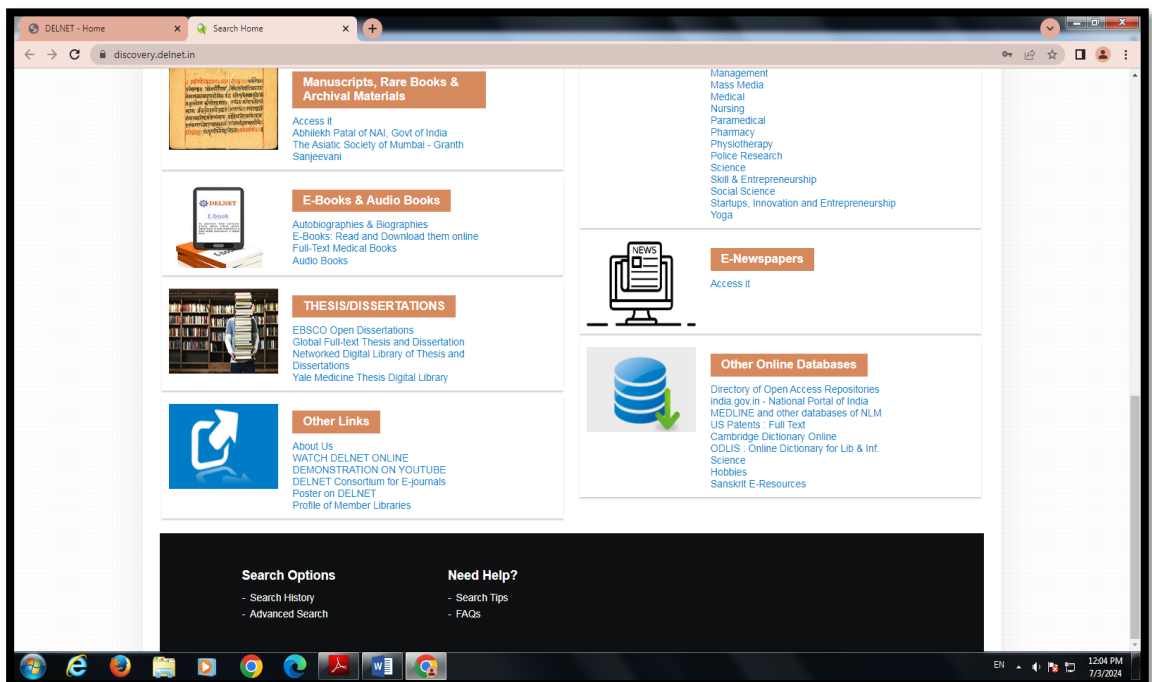 DELNET - Home
Search Home
discovery.delnet.in
Manuscripts, Rare Books &
Archival Materials
Access it
Abhilekh Patal of NAI, Govt of India
The Asiatic Society of Mumbai - Granth
Sanjeevani
DELNET
E-book
E-Books & Audio Books
Autobiographies & Biographies
E-Books: Read and Download them online
Full-Text Medical Books
Audio Books
THESIS/DISSERTATIONS
EBSCO Open Dissertations
Global Full-text Thesis and Dissertation
Networked Digital Library of Thesis and
Dissertations
Yale Medicine Thesis Digital Library
Other Links
About Us
WATCH DELNET ONLINE
DEMONSTRATION ON YOUTUBE
DELNET Consortium for E-journals
Poster on DELNET
Profile of Member Libraries
Management
Mass Media
Medical
Nursing
Paramedical
Pharmacy
Physiotherapy
Police Research
Science
Skill & Entrepreneurship
Social Science
Startups, Innovation and Entrepreneurship
Yoga
NEWS
E-Newspapers
Access it
Other Online Databases
Directory of Open Access Repositories
india.gov.in - National Portal of India
MEDLINE and other databases of NLM
US Patents : Full Text
Cambridge Dictionary Online
ODLIS : Online Dictionary for Lib & Inf.
Science
Hobbies
Sanskrit E-Resources
Search Options
- Search History
- Advanced Search
Need Help?
- Search Tips
- FAQs
EN
12:04 PM
7/3/2024